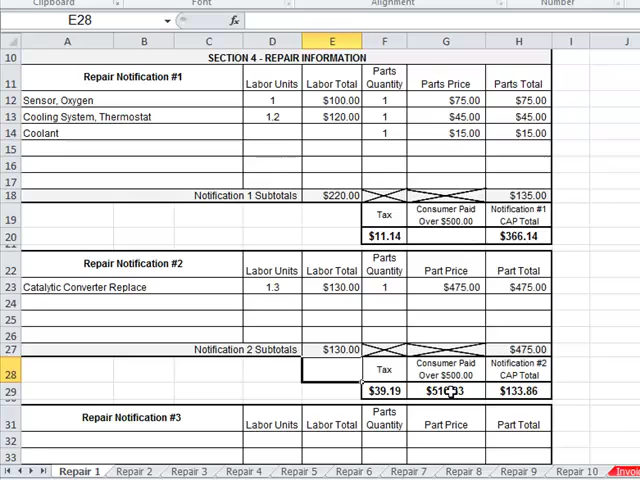 Clipboard Font Alignment Number
E28 fx
A B C D E F G H I J
10 SECTION 4 - REPAIR INFORMATION
11 Repair Notification #1 Labor Units Labor Total Parts Quantity Parts Price Parts Total
12 Sensor, Oxygen 1 $100.00 1 $75.00 $75.00
13 Cooling System, Thermostat 1.2 $120.00 1 $45.00 $45.00
14 Coolant 1 $15.00 $15.00
15
16
17
18 Notification 1 Subtotals $220.00 $135.00
19 Tax Consumer Paid Over $500.00 Notification #1 CAP Total
20 $11.14 $366.14
21
22 Repair Notification #2 Labor Units Labor Total Parts Quantity Part Price Part Total
23 Catalytic Converter Replace 1.3 $130.00 1 $475.00 $475.00
24
25
26
27 Notification 2 Subtotals $130.00 $475.00
28 Tax Consumer Paid Over $500.00 Notification #2 CAP Total
29 $39.19 $133.86
31 Repair Notification #3 Labor Units Labor Total Parts Quantity Part Price Part Total
32
33
Repair 1 Repair 2 Repair 3 Repair 4 Repair 5 Repair 6 Repair 7 Repair 8 Repair 9 Repair 10 Invoi